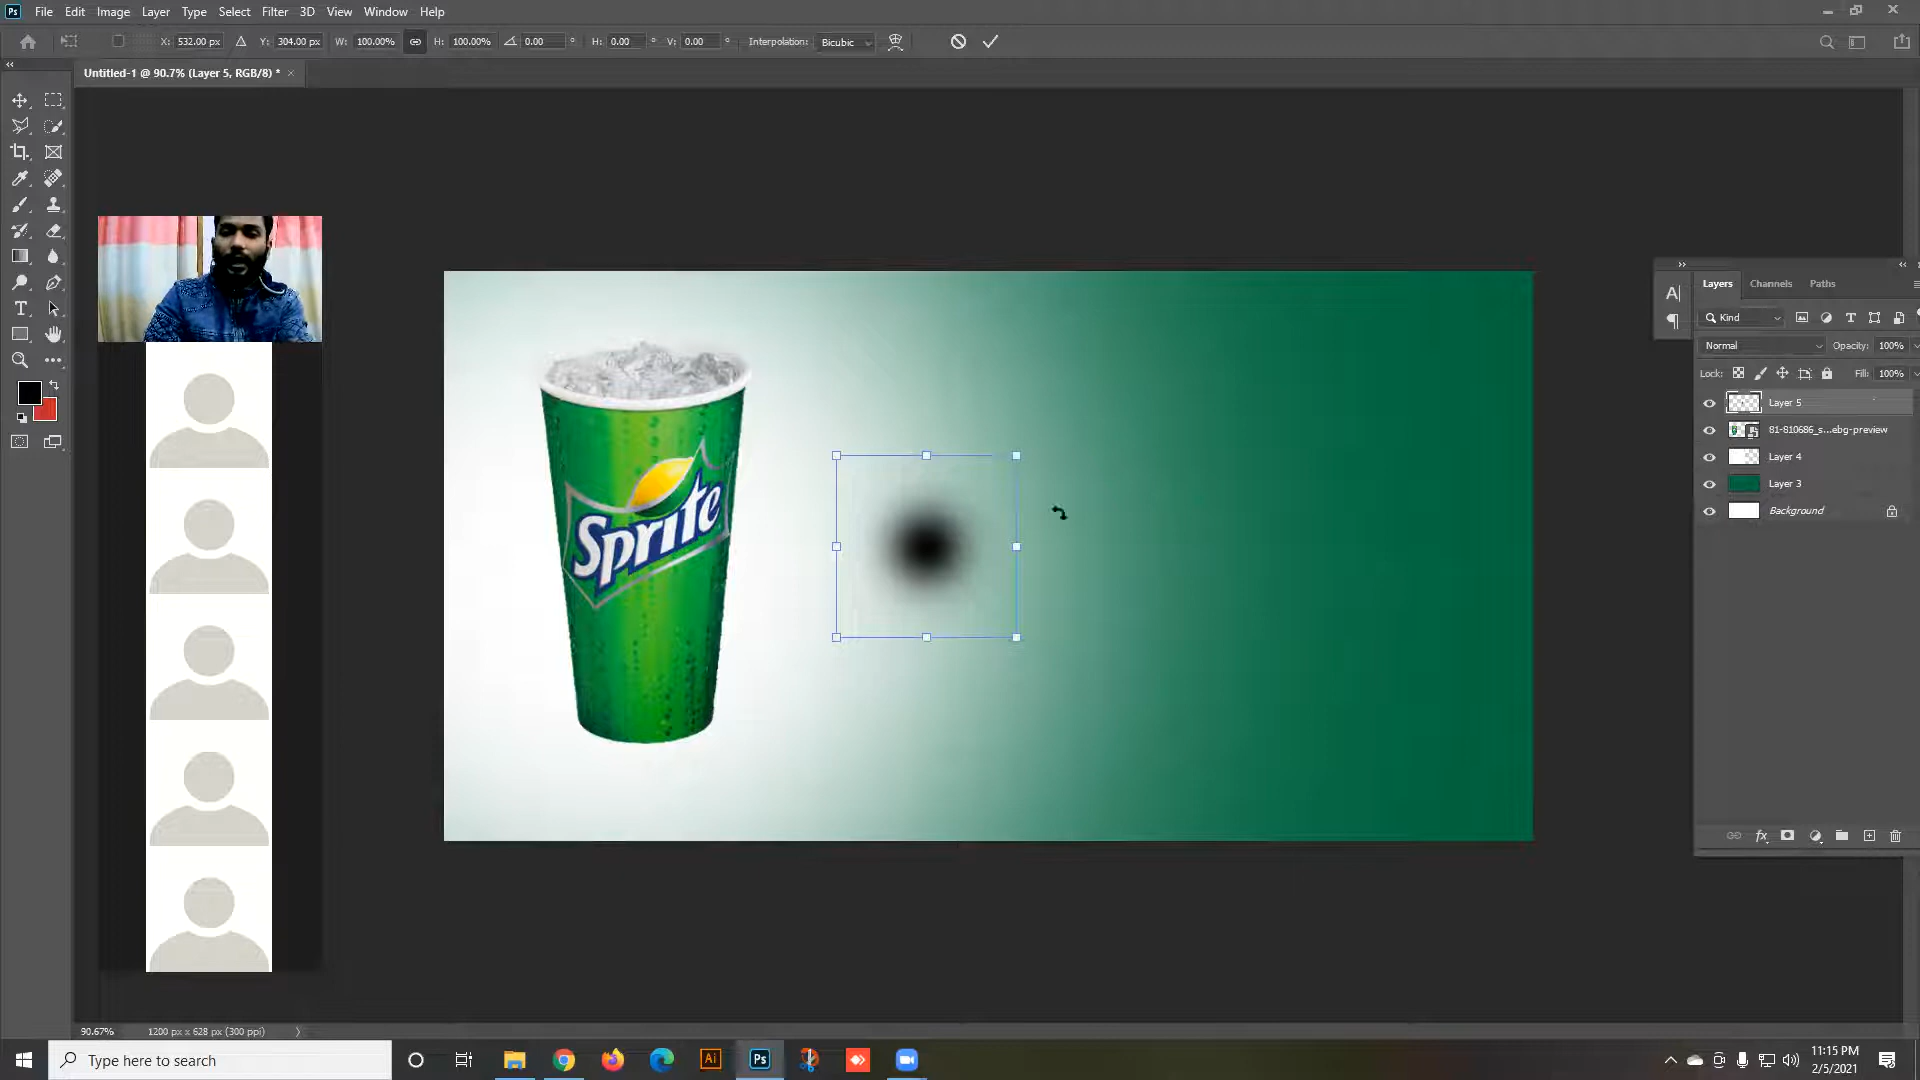 Ps File Edit Image Layer Type Select Filter 3D View Window Help
X: 532.00 px Y: 304.00 px W: 100.00% H: 100.00% 0.00 ° H: 0.00 ° V: 0.00 ° Interpolation: Bicubic
Untitled-1 @ 90.7% (Layer 5, RGB/8) * ×
Sprite
Layers Channels Paths
Kind
Normal Opacity: 100%
Lock: Fill: 100%
Layer 5
81-810686_s...ebg-preview
Layer 4
Layer 3
Background
fx
90.67% 1200 px x 628 px (300 ppi)
Type here to search
Ai Ps
11:15 PM
2/5/2021